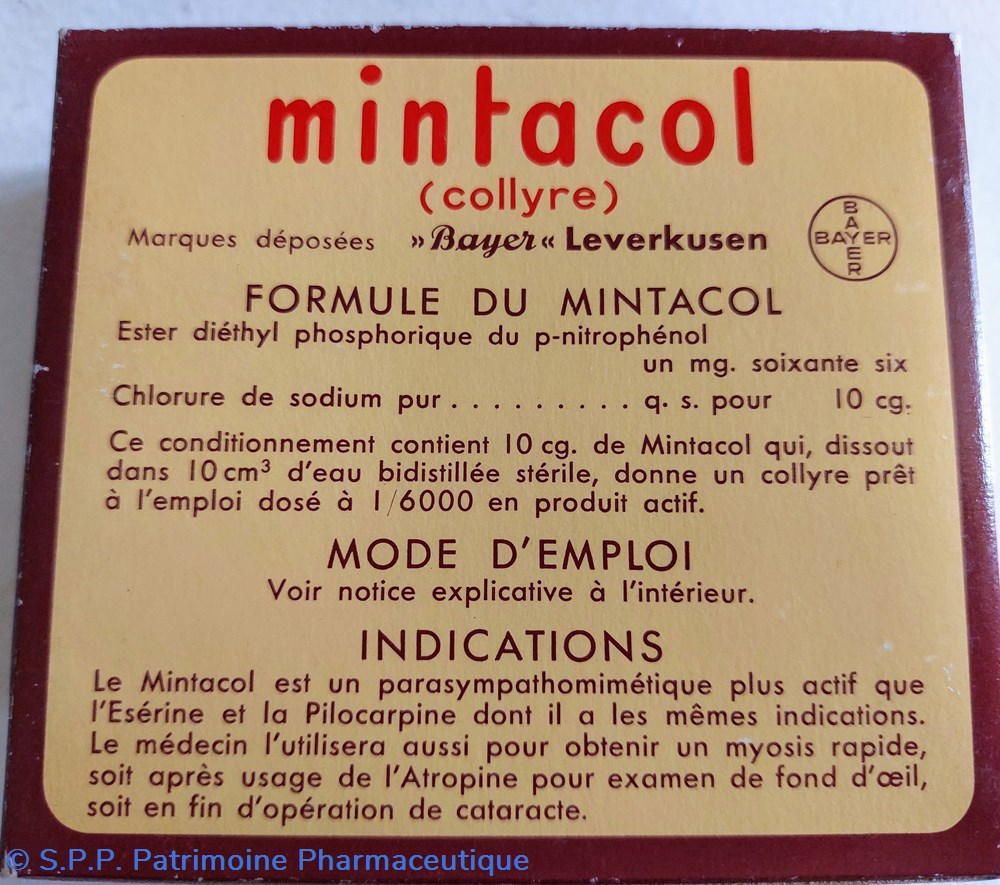 mintacol
(collyre)
Marques déposées »Bayer« Leverkusen
BAYER
BAYER
FORMULE DU MINTACOL
Ester diéthyl phosphorique du p-nitrophénol
un mg. soixante six
Chlorure de sodium pur . . . . . . . . . q. s. pour 10 cg.
Ce conditionnement contient 10 cg. de Mintacol qui, dissout
dans 10 cm³ d'eau bidistillée stérile, donne un collyre prêt
à l'emploi dosé à 1/6000 en produit actif.
MODE D'EMPLOI
Voir notice explicative à l'intérieur.
INDICATIONS
Le Mintacol est un parasympathomimétique plus actif que
l'Esérine et la Pilocarpine dont il a les mêmes indications.
Le médecin l'utilisera aussi pour obtenir un myosis rapide,
soit après usage de l'Atropine pour examen de fond d'œil,
soit en fin d'opération de cataracte.
© S.P.P. Patrimoine Pharmaceutique